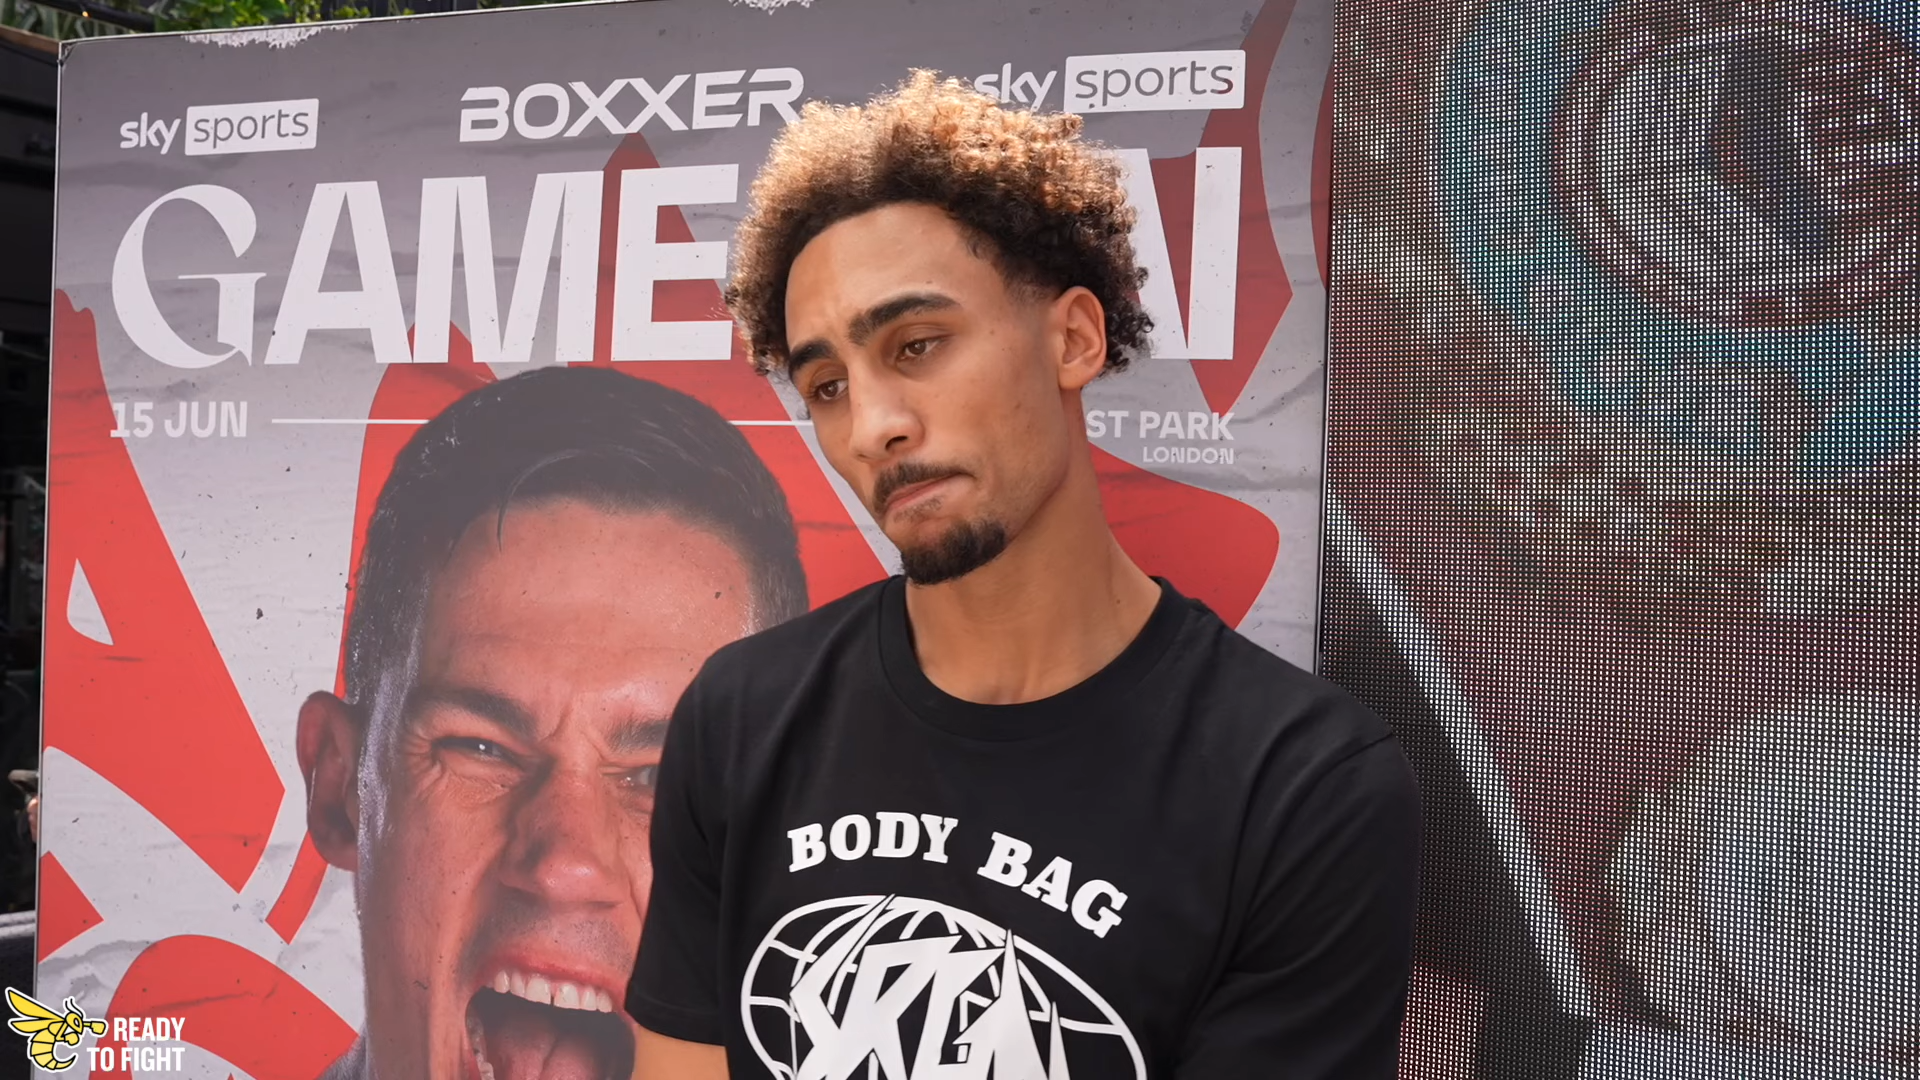 sky sports
BOXXER
sky sports
GAME
15 JUN
ST PARK
LONDON
BODY BAG
READY
TO FIGHT